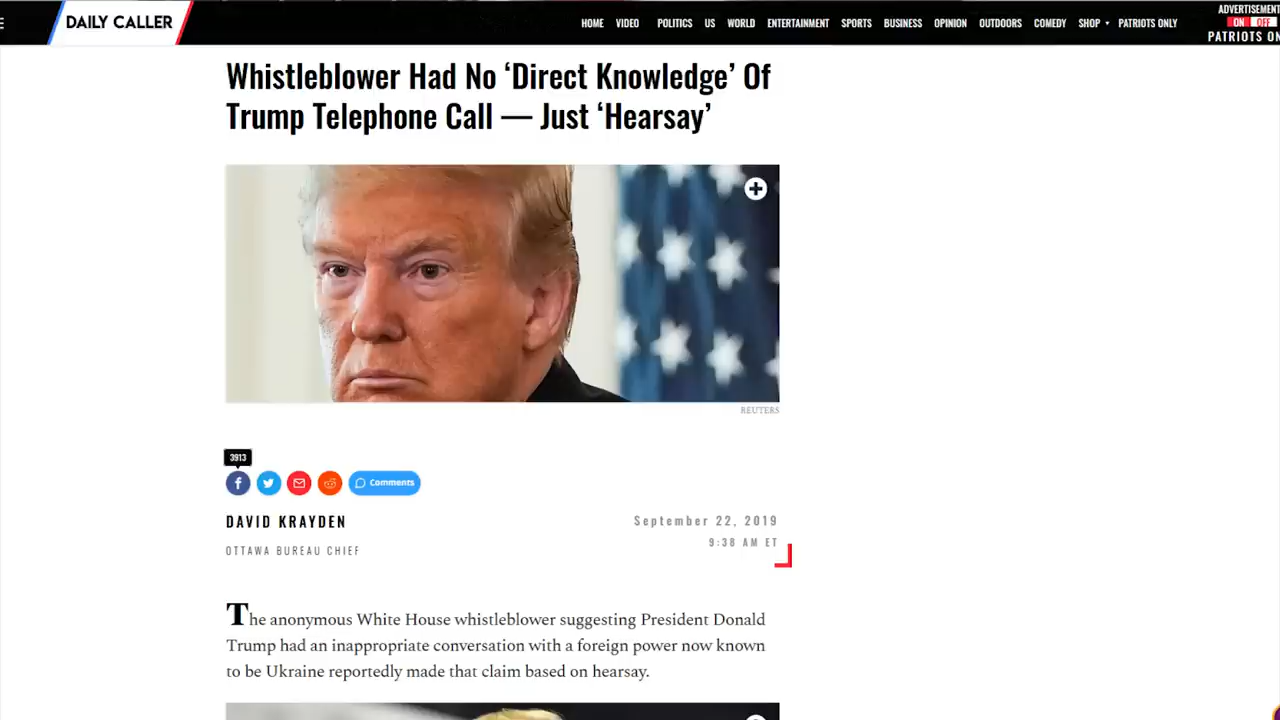 DAILY CALLER
HOME VIDEO POLITICS US WORLD ENTERTAINMENT SPORTS BUSINESS OPINION OUTDOORS COMEDY SHOP PATRIOTS ONLY
ADVERTISEMENT
ON OFF
PATRIOTS ON
Whistleblower Had No ‘Direct Knowledge’ Of
Trump Telephone Call — Just ‘Hearsay’
REUTERS
3913
Comments
DAVID KRAYDEN
September 22, 2019
9:38 AM ET
OTTAWA BUREAU CHIEF
The anonymous White House whistleblower suggesting President Donald
Trump had an inappropriate conversation with a foreign power now known
to be Ukraine reportedly made that claim based on hearsay.